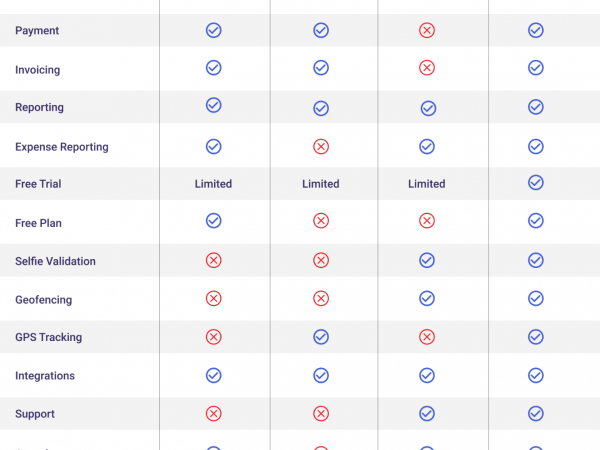 Payment
Invoicing
Reporting
Expense Reporting
Free Trial Limited Limited Limited
Free Plan
Selfie Validation
Geofencing
GPS Tracking
Integrations
Support